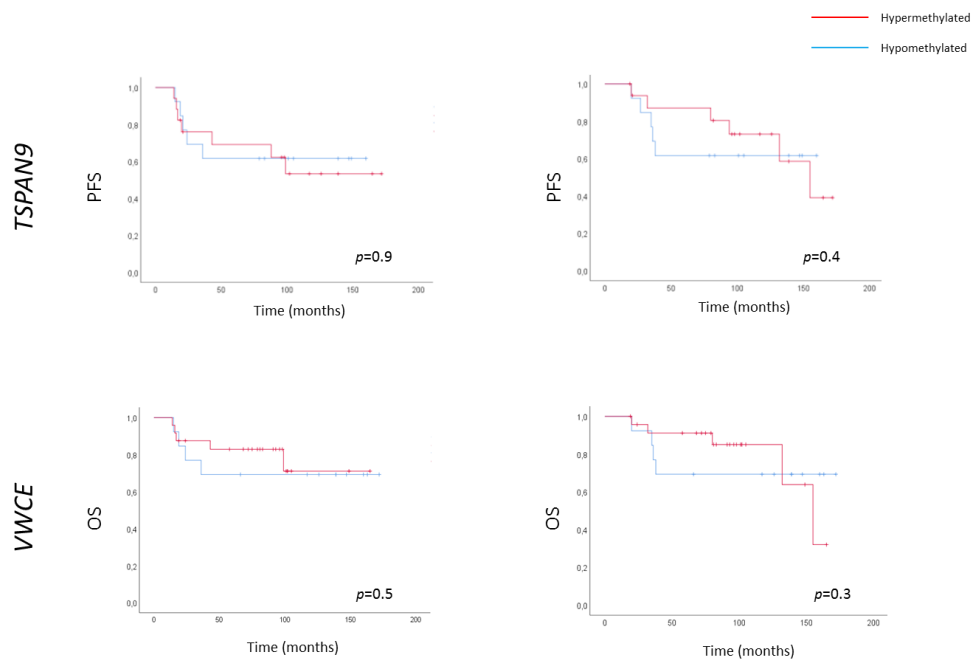 Hypermethylated
Hypomethylated
TSPAN9
PFS
1,0
0,8
0,6
0,4
0,2
0,0
0 50 100 150 200
Time (months)
p=0.9
PFS
1,0
0,8
0,6
0,4
0,2
0,0
0 50 100 150 200
Time (months)
p=0.4
VWCE
OS
1,0
0,8
0,6
0,4
0,2
0,0
0 50 100 150 200
Time (months)
p=0.5
OS
1,0
0,8
0,6
0,4
0,2
0,0
0 50 100 150 200
Time (months)
p=0.3